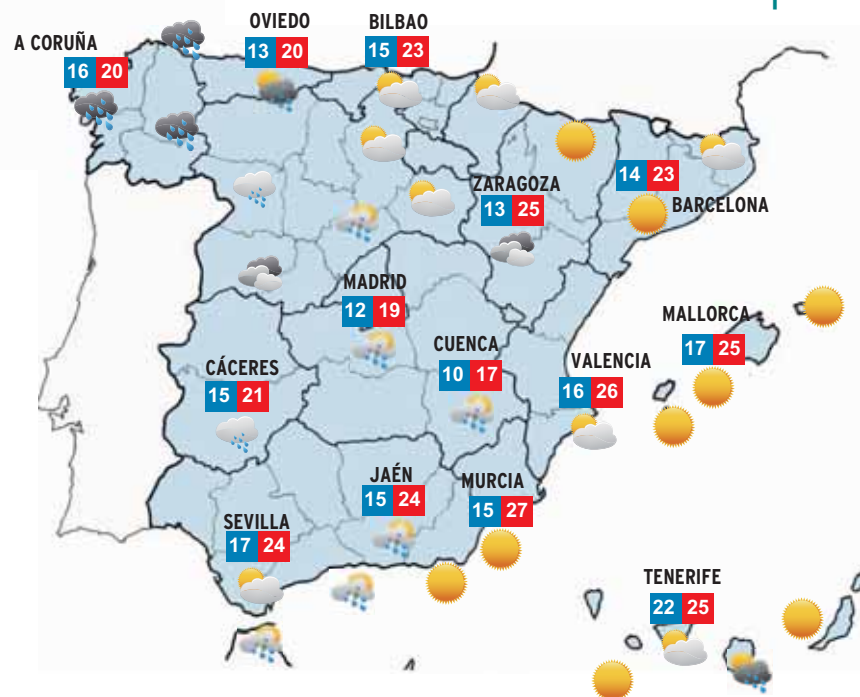 OVIEDO
13 20
BILBAO
15 23
A CORUÑA
16 20
ZARAGOZA
13 25
14 23
BARCELONA
MADRID
12 19
MALLORCA
17 25
CUENCA
10 17
VALENCIA
16 26
CÁCERES
15 21
JAÉN
15 24
MURCIA
15 27
SEVILLA
17 24
TENERIFE
22 25